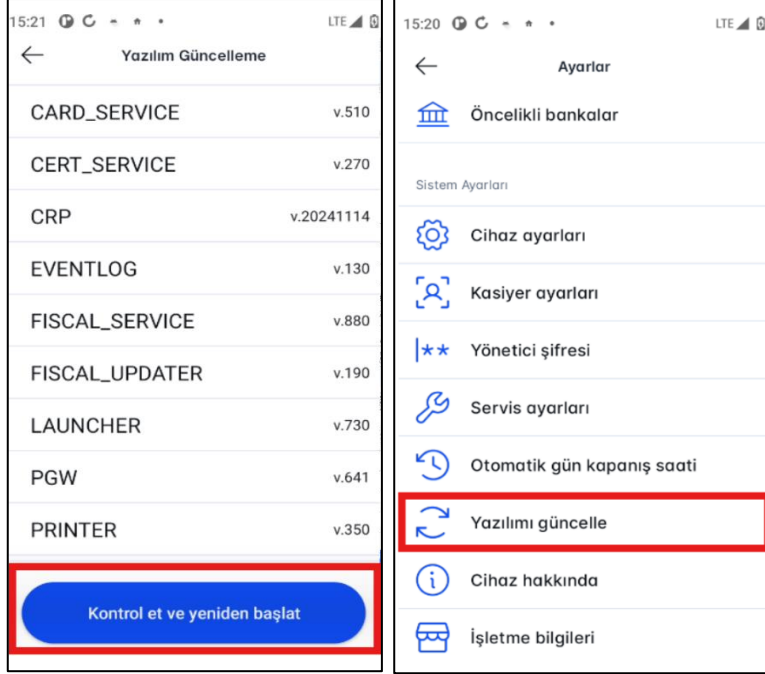 15:21
LTE
Yazılım Güncelleme
CARD_SERVICE v.510
CERT_SERVICE v.270
CRP v.20241114
EVENTLOG v.130
FISCAL_SERVICE v.880
FISCAL_UPDATER v.190
LAUNCHER v.730
PGW v.641
PRINTER v.350
Kontrol et ve yeniden başlat
15:20
LTE
Ayarlar
Öncelikli bankalar
Sistem Ayarları
Cihaz ayarları
Kasiyer ayarları
Yönetici şifresi
Servis ayarları
Otomatik gün kapanış saati
Yazılımı güncelle
Cihaz hakkında
İşletme bilgileri